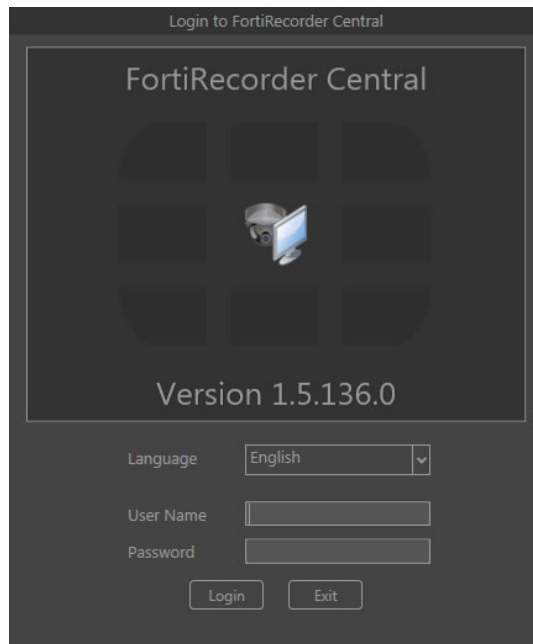 Login to FortiRecorder Central
FortiRecorder Central
Version 1.5.136.0
Language English
User Name
Password
Login Exit